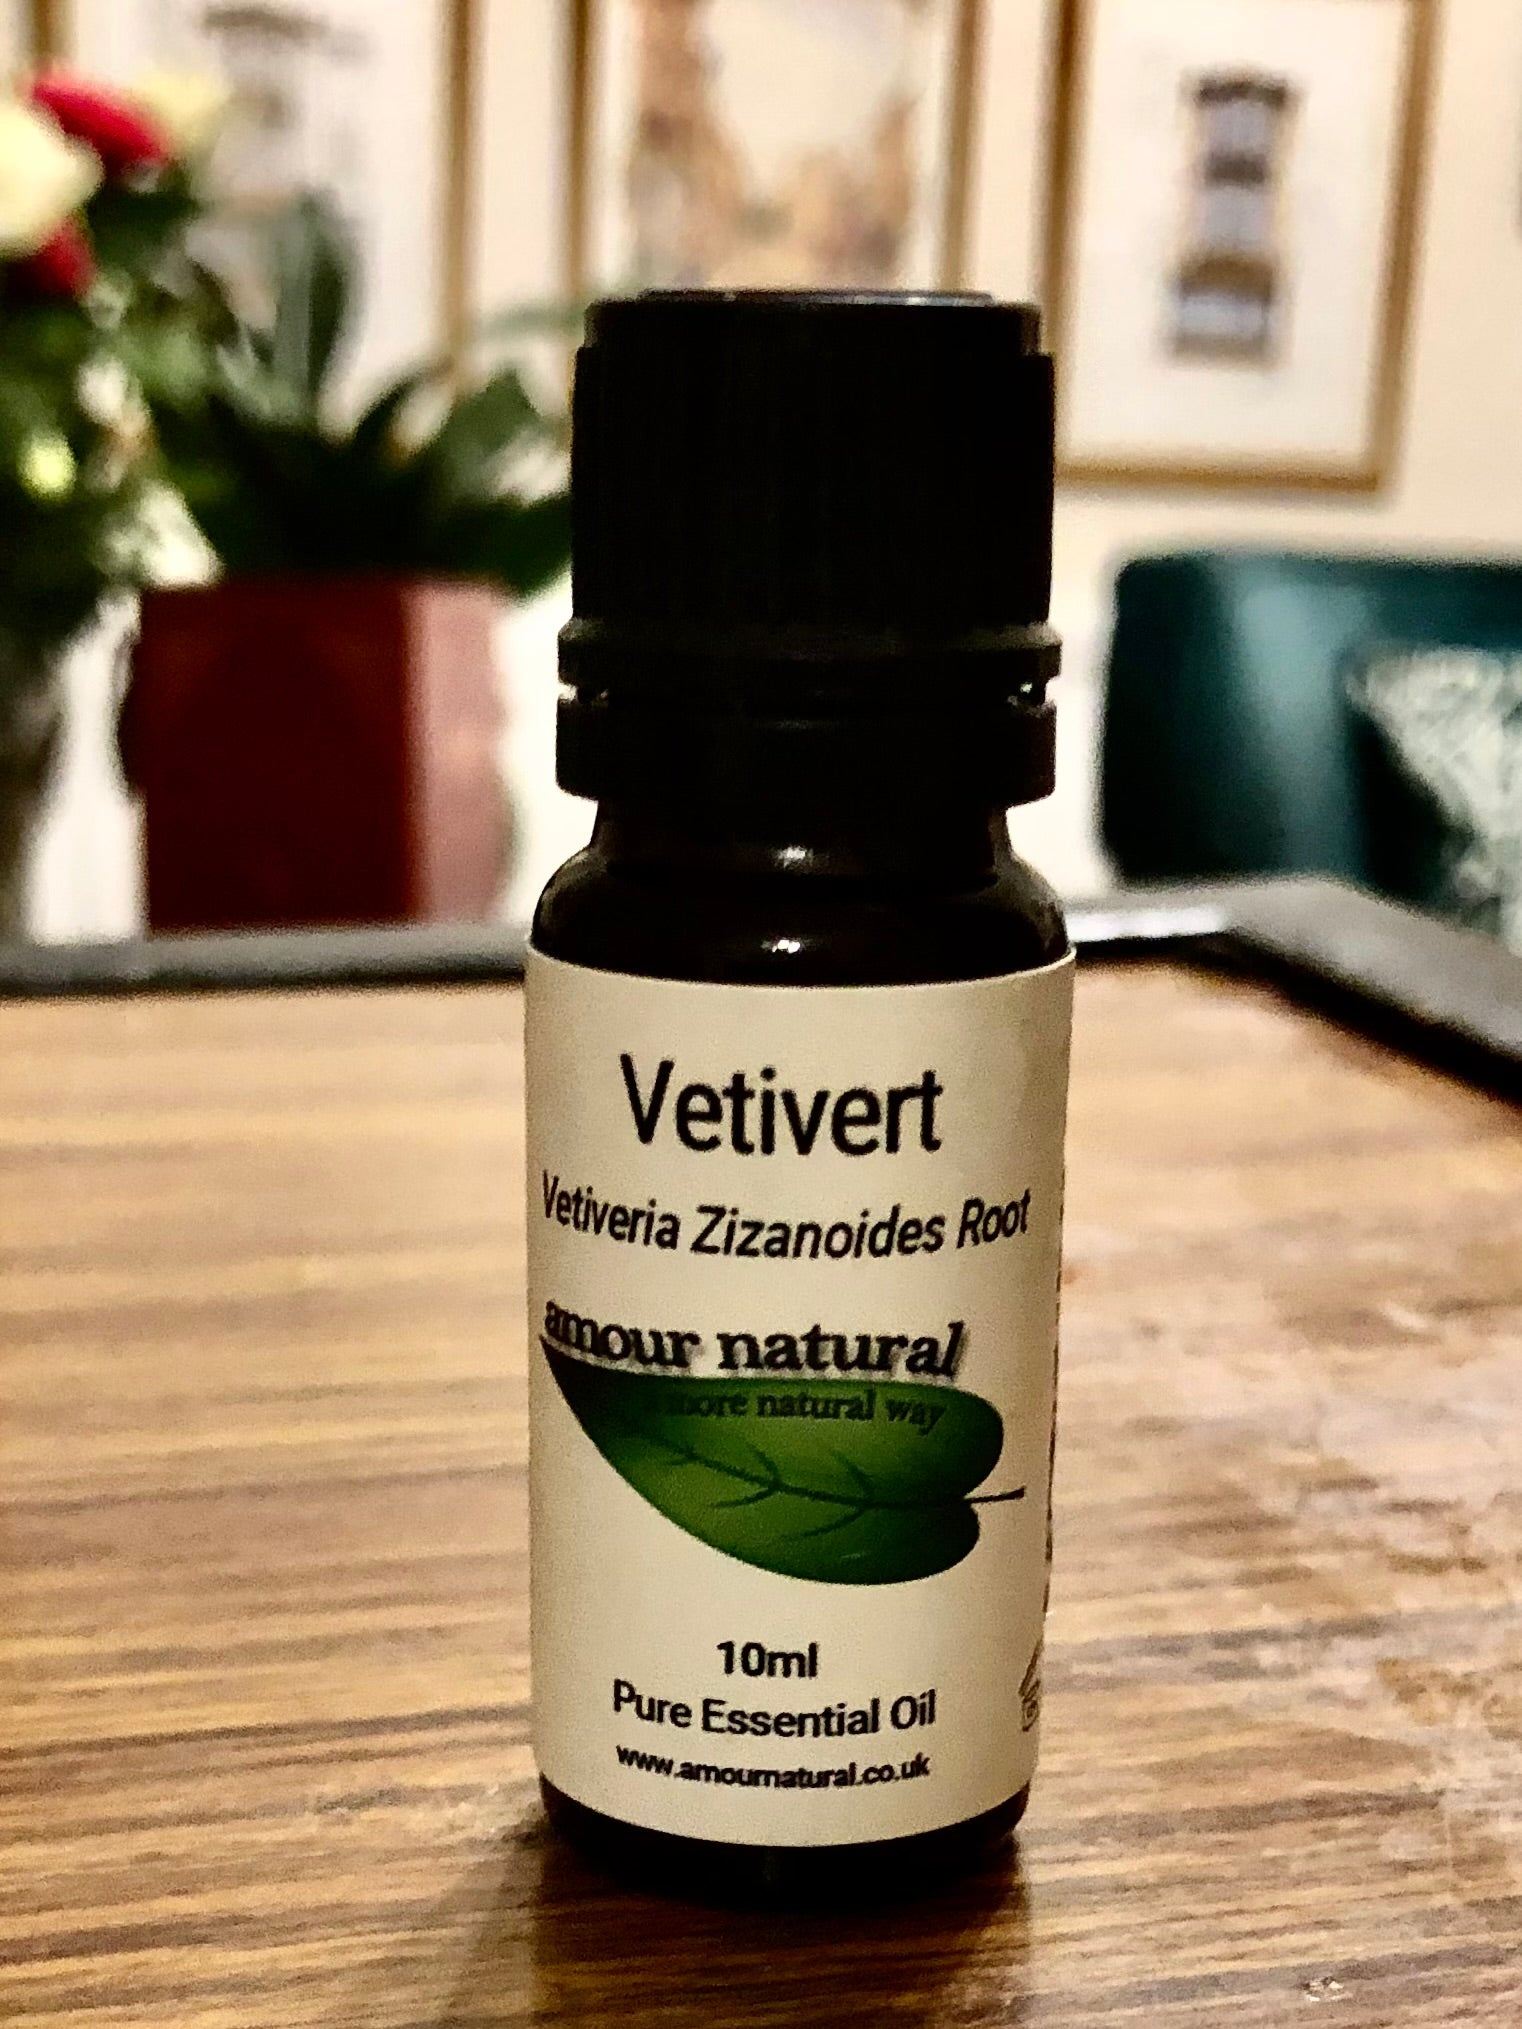 Vetivert
Vetiveria Zizanoides Root
amour natural
more natural way
10ml
Pure Essential Oil
www.amournatural.co.uk